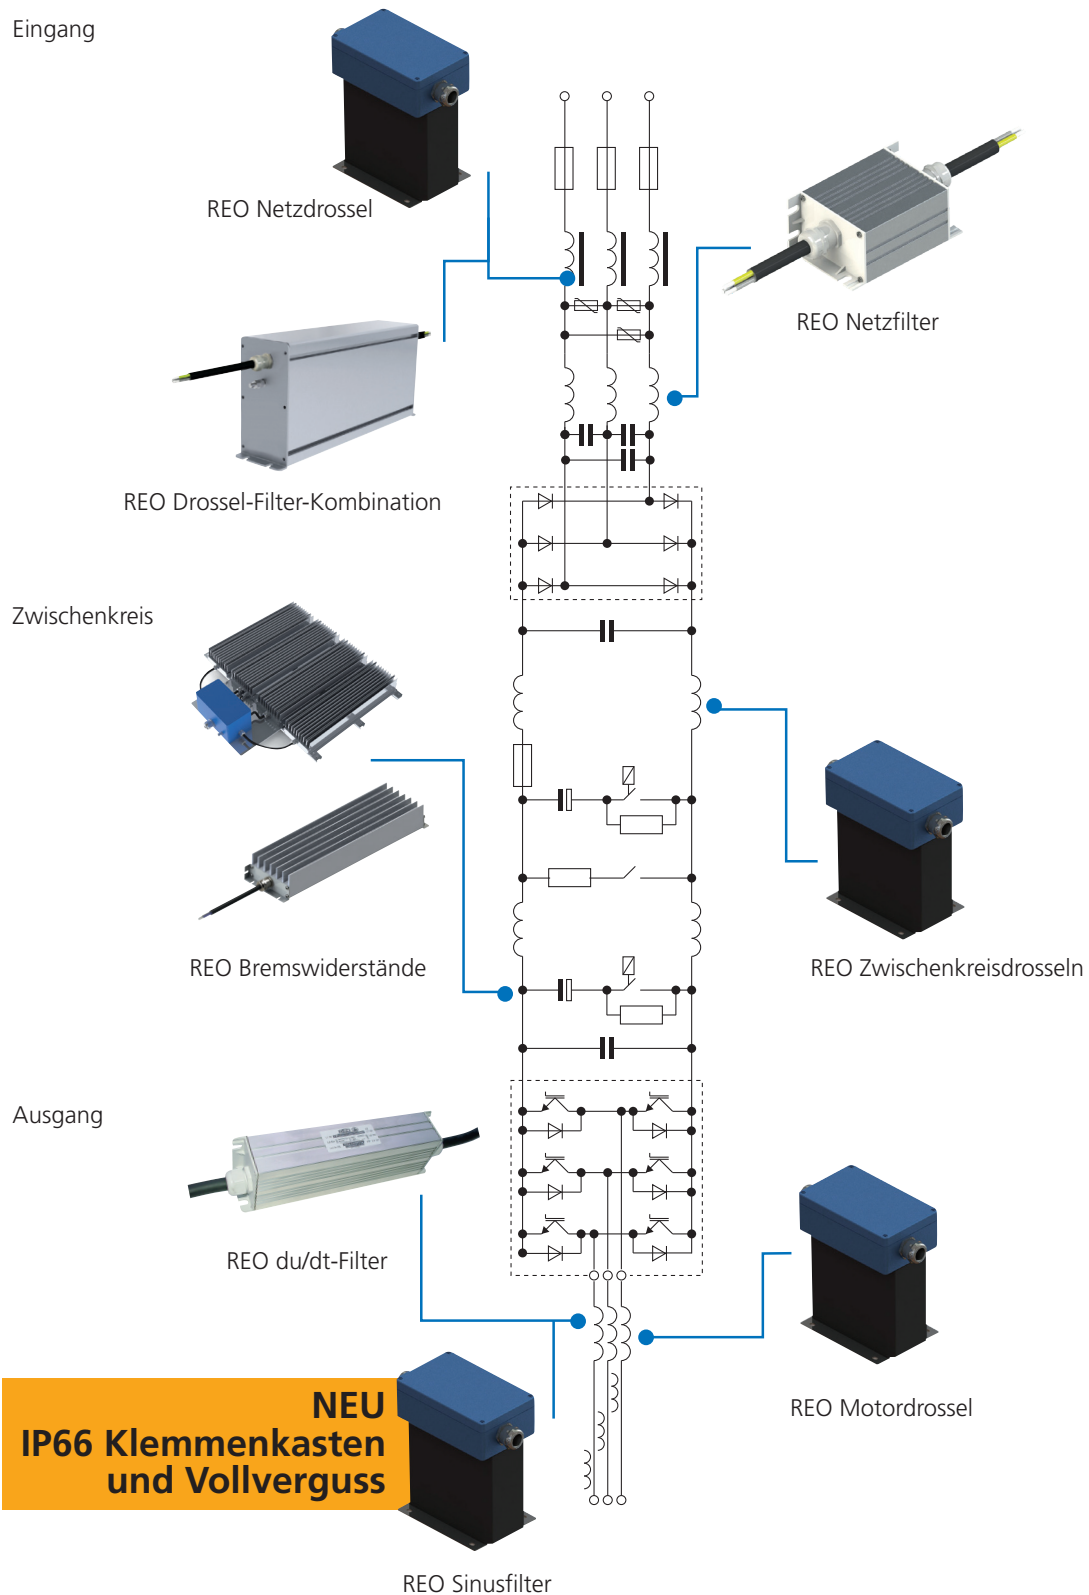 Eingang
REO Netzdrossel
REO Netzfilter
REO Drossel-Filter-Kombination
Zwischenkreis
REO Bremswiderstände
REO Zwischenkreisdrosseln
Ausgang
REO du/dt-Filter
REO Motordrossel
NEU
IP66 Klemmenkasten
und Vollverguss
REO Sinusfilter